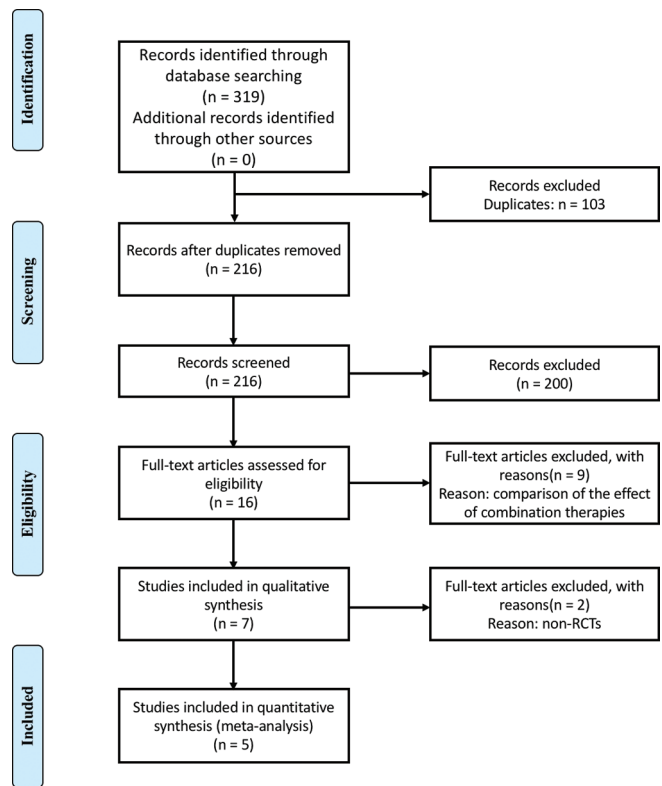 Identification
Records identified through
database searching
(n = 319)
Additional records identified
through other sources
(n = 0)
Records excluded
Duplicates: n = 103
Screening
Records after duplicates removed
(n = 216)
Records screened
(n = 216)
Records excluded
(n = 200)
Eligibility
Full-text articles assessed for
eligibility
(n = 16)
Full-text articles excluded, with
reasons(n = 9)
Reason: comparison of the effect
of combination therapies
Studies included in qualitative
synthesis
(n = 7)
Full-text articles excluded, with
reasons(n = 2)
Reason: non-RCTs
Included
Studies included in quantitative
synthesis (meta-analysis)
(n = 5)